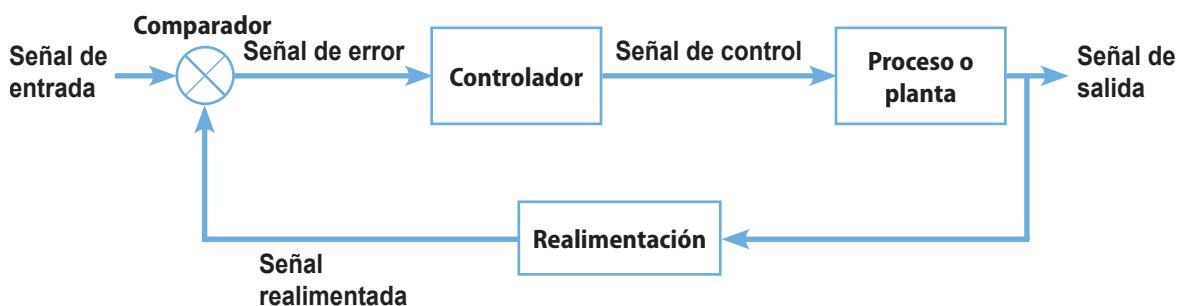 Comparador
Señal de
entrada
Señal de error
Controlador
Señal de control
Proceso o
planta
Señal de
salida
Realimentación
Señal
realimentada